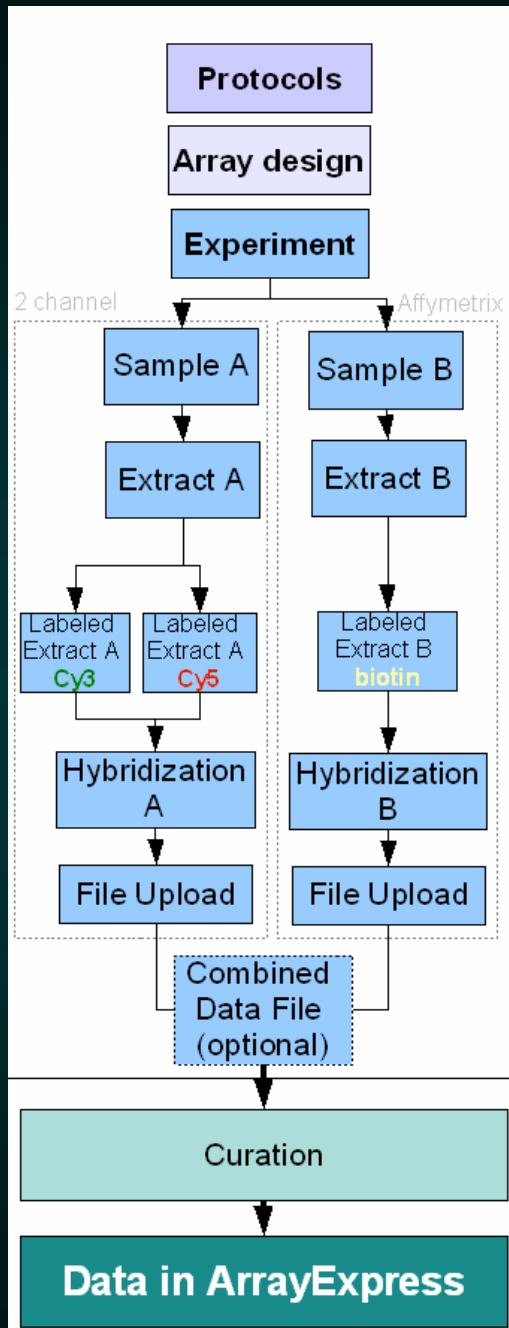 Protocols
Array design
Experiment
2 channel
Affymetrix
Sample A
Sample B
Extract A
Extract B
Labeled
Extract A
Cy3
Labeled
Extract A
Cy5
Labeled
Extract B
biotin
Hybridization
A
Hybridization
B
File Upload
File Upload
Combined
Data File
(optional)
Curation
Data in ArrayExpress